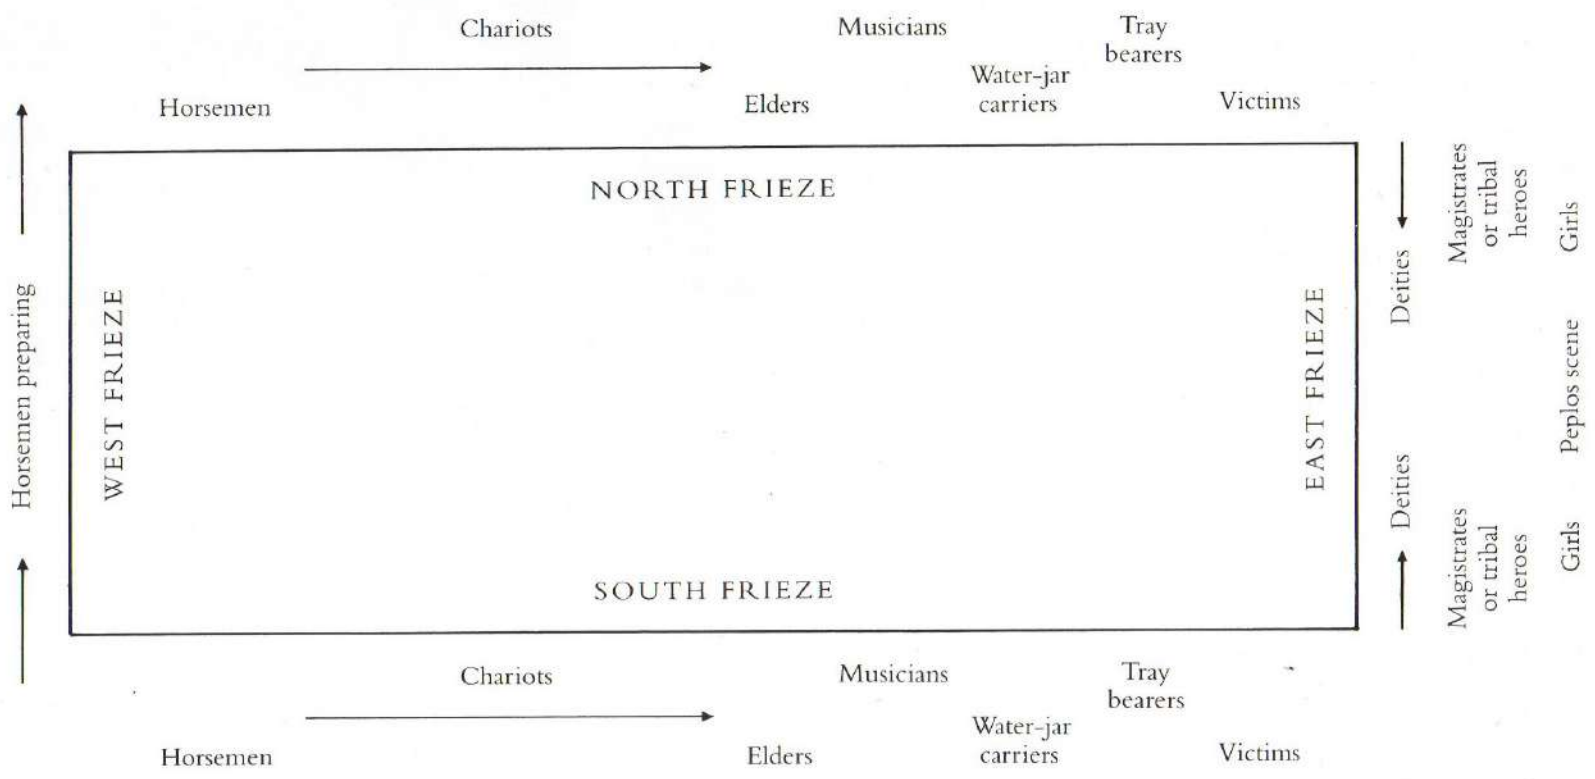 Chariots
Musicians
Tray
bearers
Horsemen
Elders
Water-jar
carriers
Victims
NORTH FRIEZE
Horsemen preparing
WEST FRIEZE
EAST FRIEZE
Deities
Magistrates
or tribal
heroes
Girls
Peplos scene
Deities
Magistrates
or tribal
heroes
Girls
SOUTH FRIEZE
Chariots
Musicians
Tray
bearers
Horsemen
Elders
Water-jar
carriers
Victims